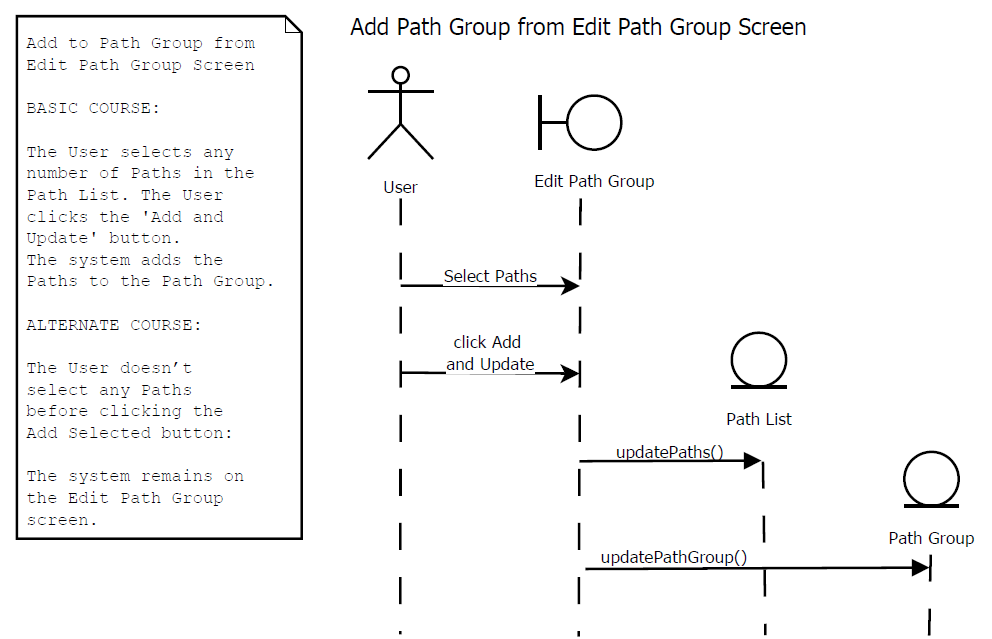 Add to Path Group from
Edit Path Group Screen
BASIC COURSE:
The User selects any
number of Paths in the
Path List. The User
clicks the 'Add and
Update' button.
The system adds the
Paths to the Path Group.
ALTERNATE COURSE:
The User doesn’t
select any Paths
before clicking the
Add Selected button:
The system remains on
the Edit Path Group
screen.
Add Path Group from Edit Path Group Screen
User
Edit Path Group
Select Paths
click Add
and Update
Path List
updatePaths()
Path Group
updatePathGroup()